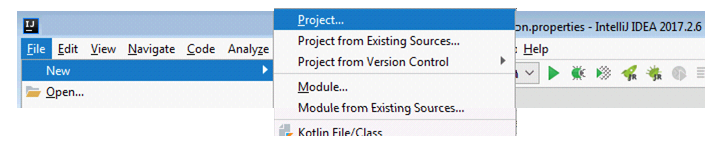 Project...
on.properties - IntelliJ IDEA 2017.2.6
File Edit View Navigate Code Analyze
Project from Existing Sources...
Help
New
Project from Version Control
Open...
Module...
Module from Existing Sources...
Kotlin File/Class